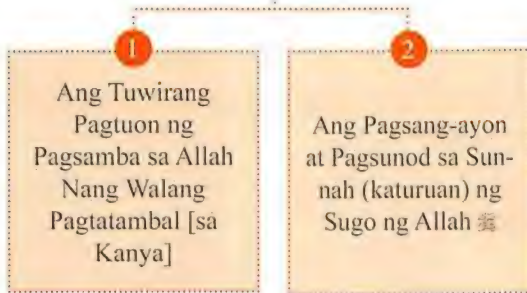 1
Ang Tuwirang
Pagtuon ng
Pagsamba sa Allah
Nang Walang
Pagtatambal [sa
Kanya]
2
Ang Pagsang-ayon
at Pagsunod sa Sun-
nah (katuruan) ng
Sugo ng Allah ﷺ